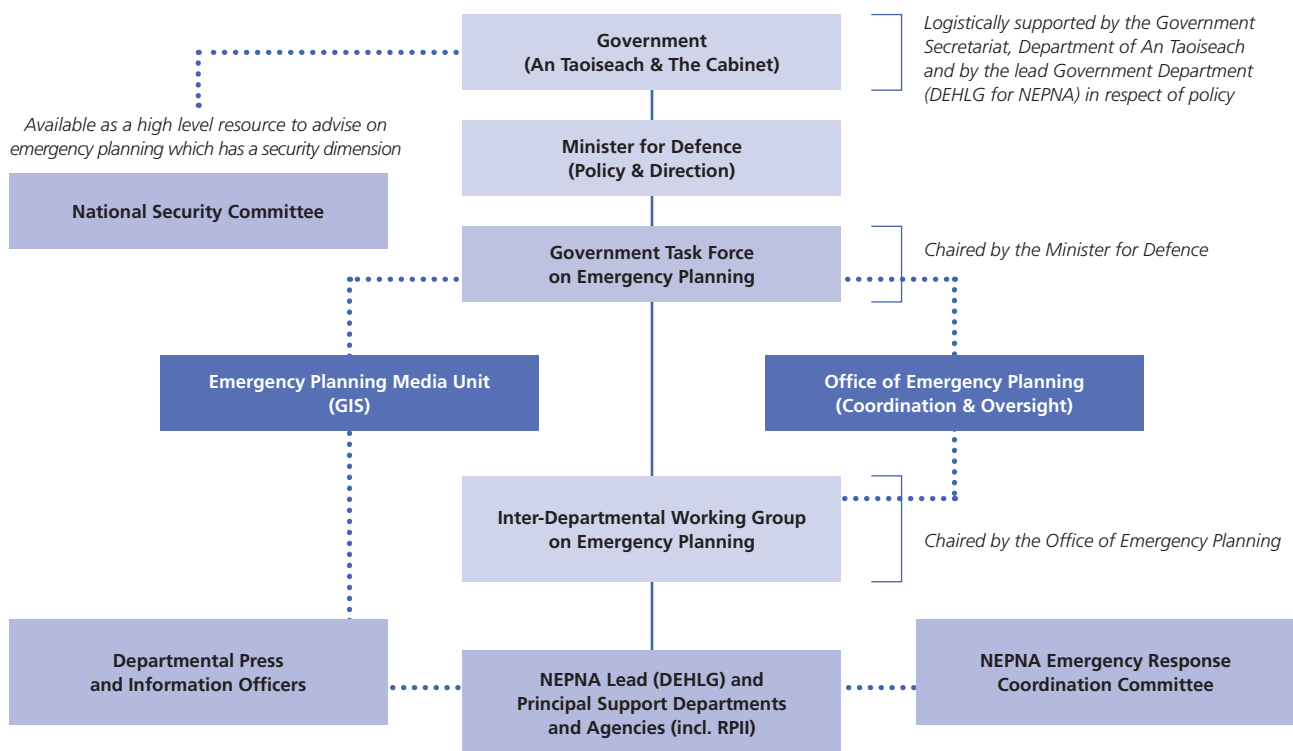 Government
(An Taoiseach & The Cabinet)
Logistically supported by the Government
Secretariat, Department of An Taoiseach
and by the lead Government Department
(DEHLG for NEPNA) in respect of policy
Available as a high level resource to advise on
emergency planning which has a security dimension
National Security Committee
Minister for Defence
(Policy & Direction)
Government Task Force
on Emergency Planning
Chaired by the Minister for Defence
Emergency Planning Media Unit
(GIS)
Office of Emergency Planning
(Coordination & Oversight)
Inter-Departmental Working Group
on Emergency Planning
Chaired by the Office of Emergency Planning
Departmental Press
and Information Officers
NEPNA Lead (DEHLG) and
Principal Support Departments
and Agencies (incl. RPII)
NEPNA Emergency Response
Coordination Committee